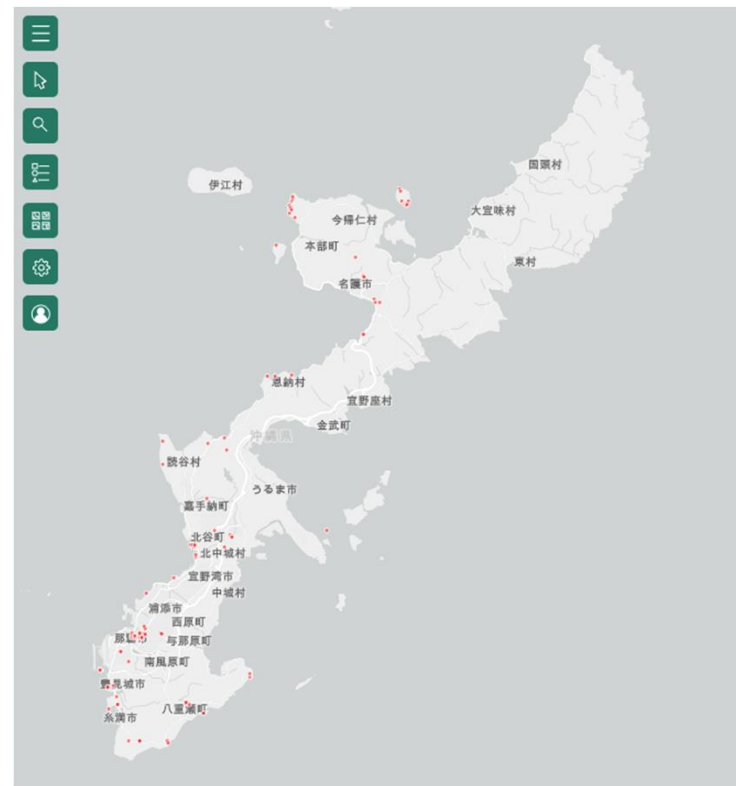 国頭村
伊江村
大宜味村
今帰仁村
本部町
東村
名護市
恩納村
宜野座村
金武町
沖縄県
読谷村
うるま市
嘉手納町
北谷町
北中城村
宜野湾市
中城村
浦添市
西原町
与那原町
南風原町
豊見城市
八重瀬町
糸満市